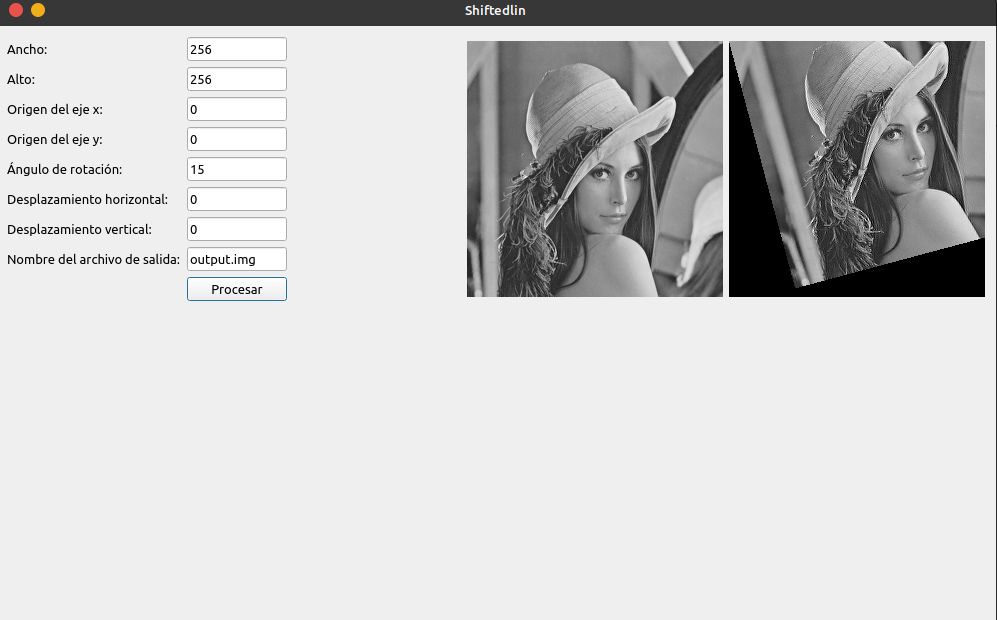 Shiftedlin
Ancho: 256
Alto: 256
Origen del eje x: 0
Origen del eje y: 0
Ángulo de rotación: 15
Desplazamiento horizontal: 0
Desplazamiento vertical: 0
Nombre del archivo de salida: output.img
Procesar